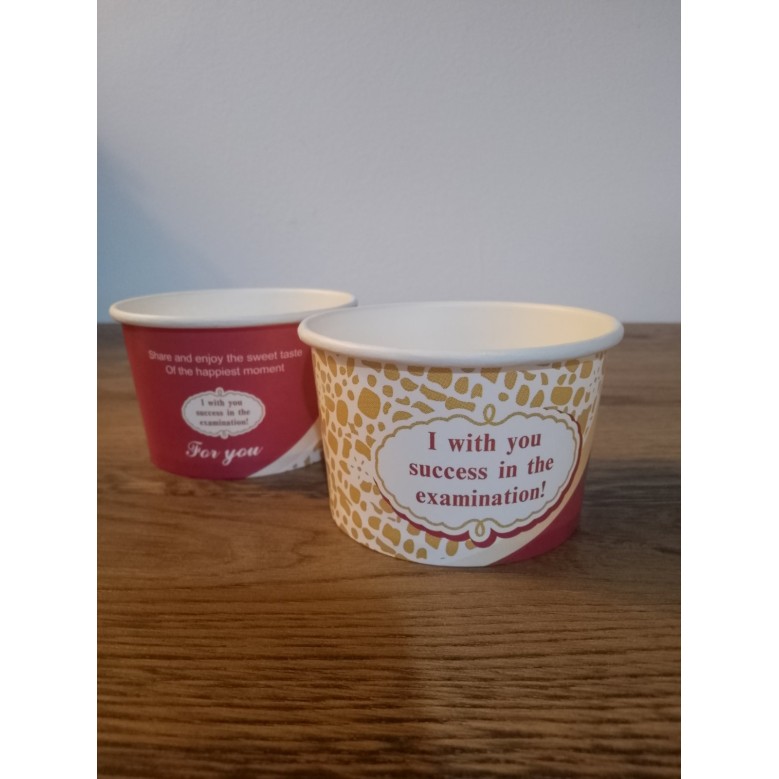 Share and enjoy the sweet taste
Of the happiest moment
I with you
success in the
examination!
For you
I with you
success in the
examination!